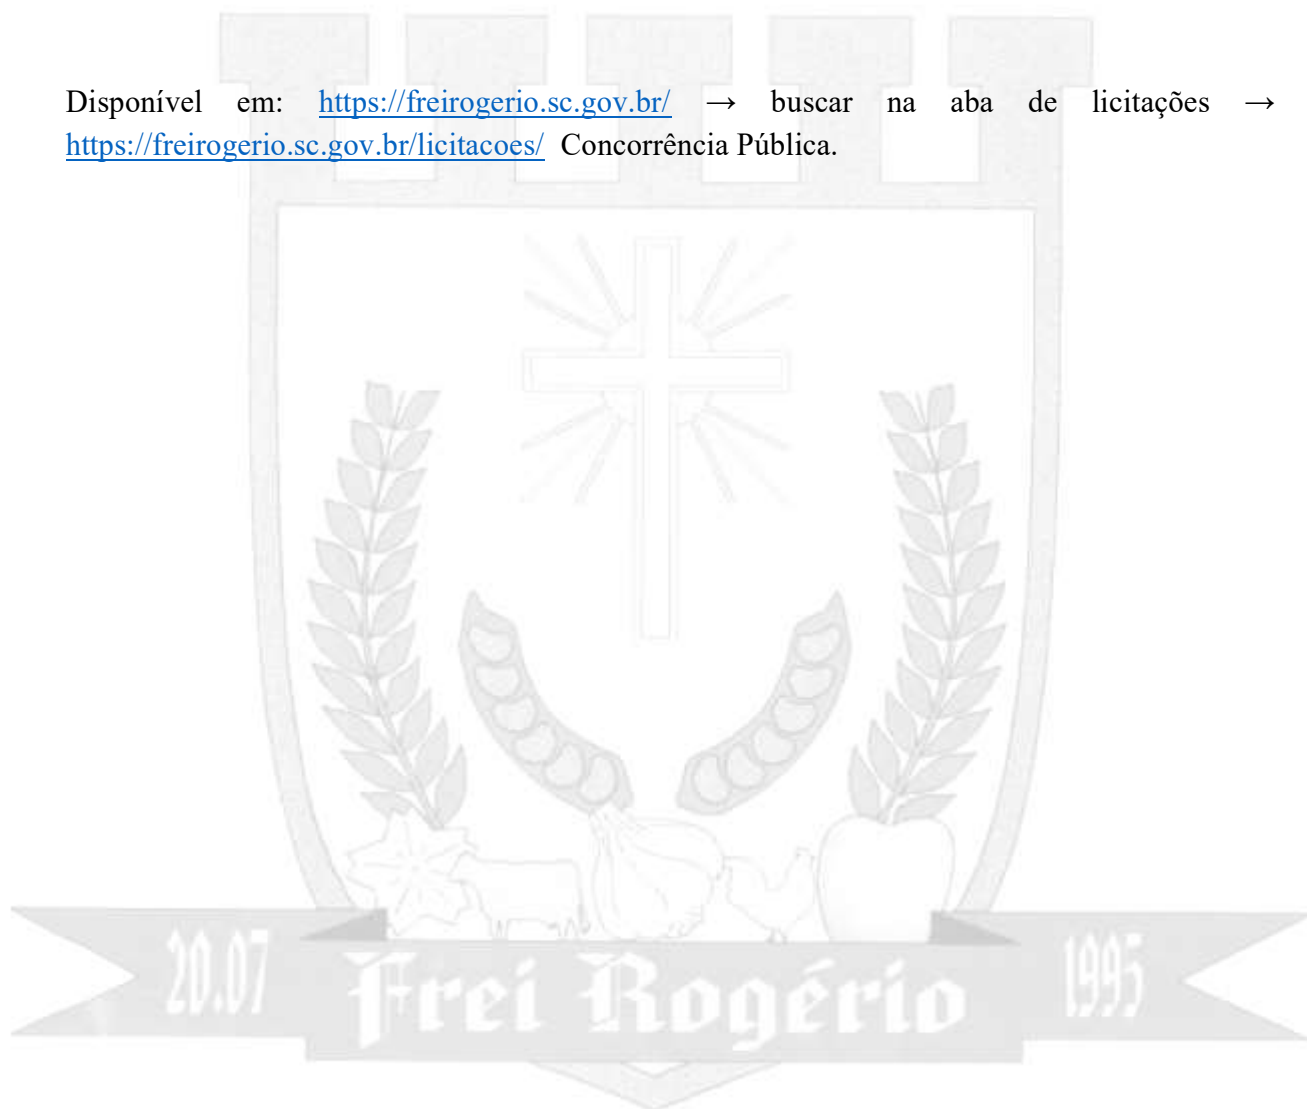 Disponível em: https://freirogerio.sc.gov.br/ → buscar na aba de licitações →
https://freirogerio.sc.gov.br/licitacoes/ Concorrência Pública.
20.07 Frei Rogério 1995